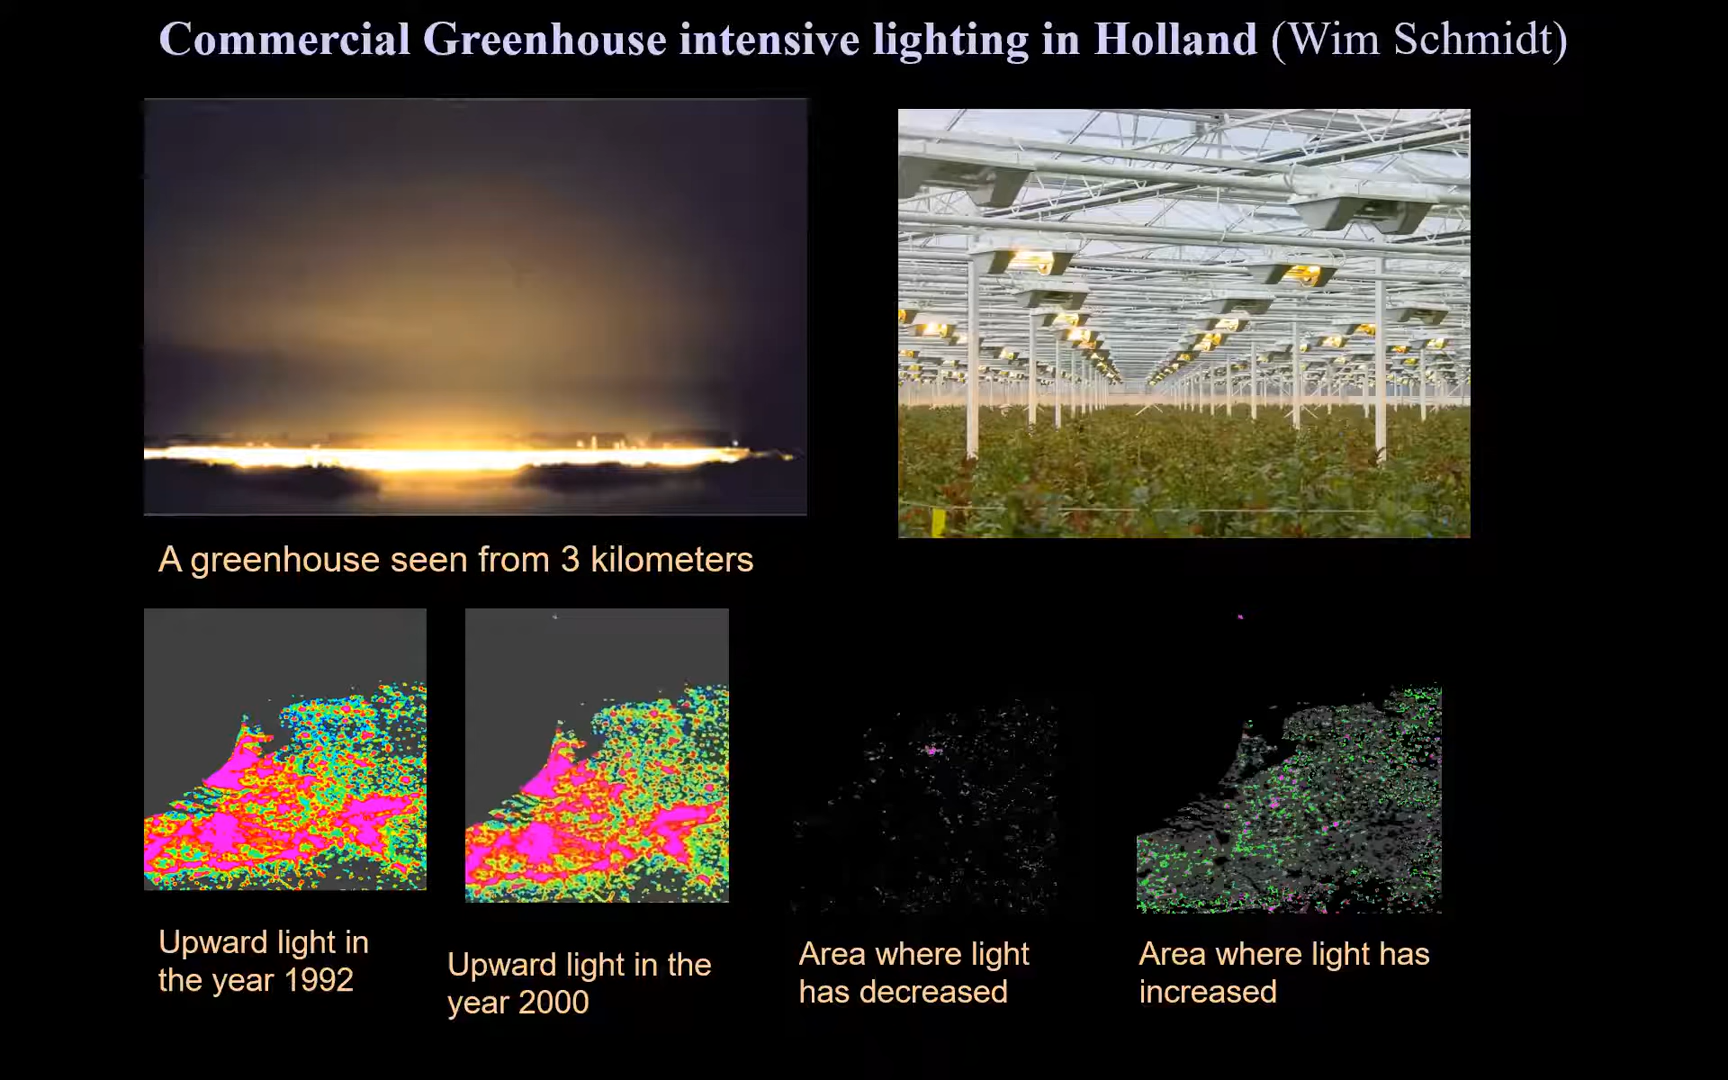 Commercial Greenhouse intensive lighting in Holland (Wim Schmidt)
A greenhouse seen from 3 kilometers
Upward light in
the year 1992
Upward light in the
year 2000
Area where light
has decreased
Area where light has
increased